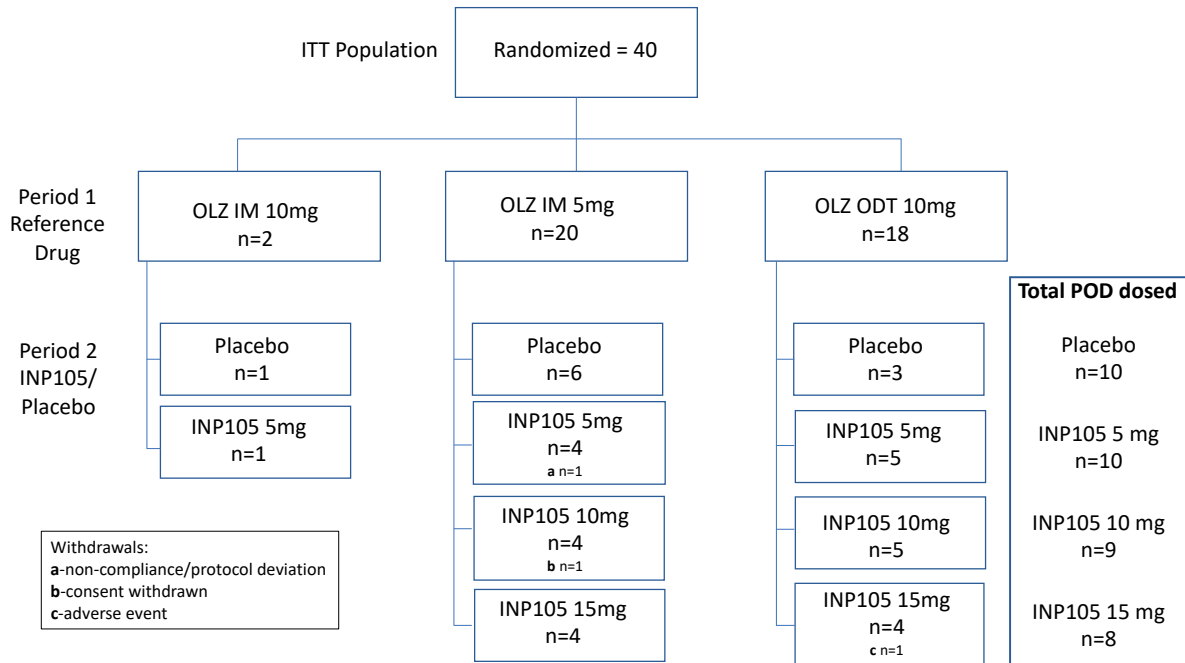 ITT Population
Randomized = 40
Period 1
Reference
Drug
OLZ IM 10mg
n=2
OLZ IM 5mg
n=20
OLZ ODT 10mg
n=18
Total POD dosed
Period 2
INP105/
Placebo
Placebo
n=1
Placebo
n=6
Placebo
n=3
Placebo
n=10
INP105 5mg
n=1
INP105 5mg
n=4
a n=1
INP105 5mg
n=5
INP105 5 mg
n=10
INP105 10mg
n=4
b n=1
INP105 10mg
n=5
INP105 10 mg
n=9
INP105 15mg
n=4
INP105 15mg
n=4
c n=1
INP105 15 mg
n=8
Withdrawals:
a-non-compliance/protocol deviation
b-consent withdrawn
c-adverse event